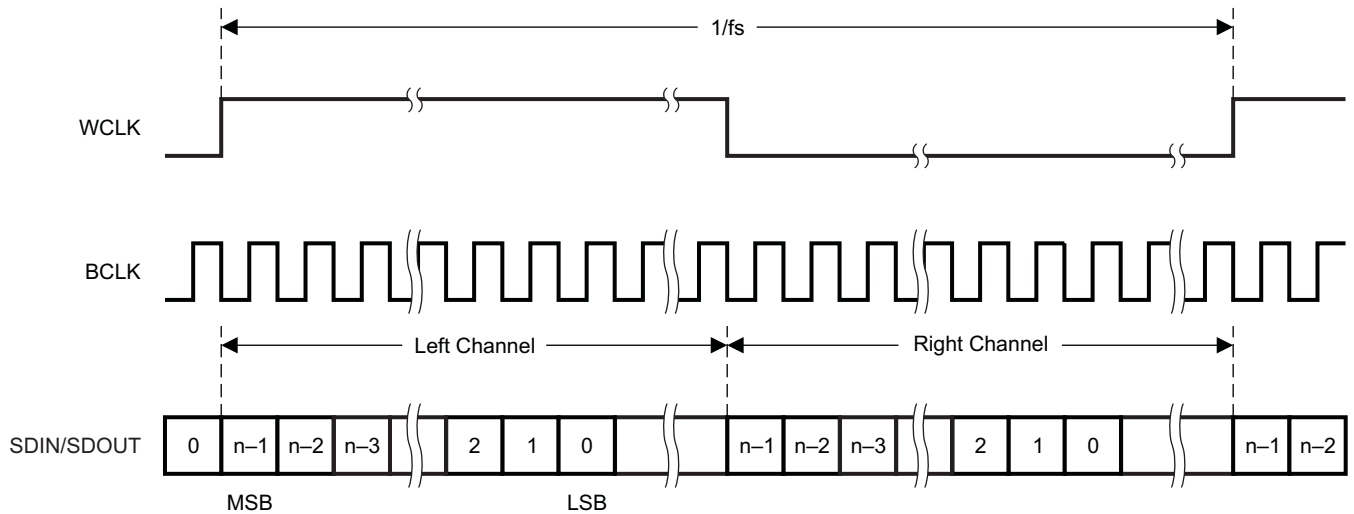 1/fs
WCLK
BCLK
Left Channel Right Channel
SDIN/SDOUT 0 n–1 n–2 n–3 2 1 0 n–1 n–2 n–3 2 1 0 n–1 n–2
MSB LSB